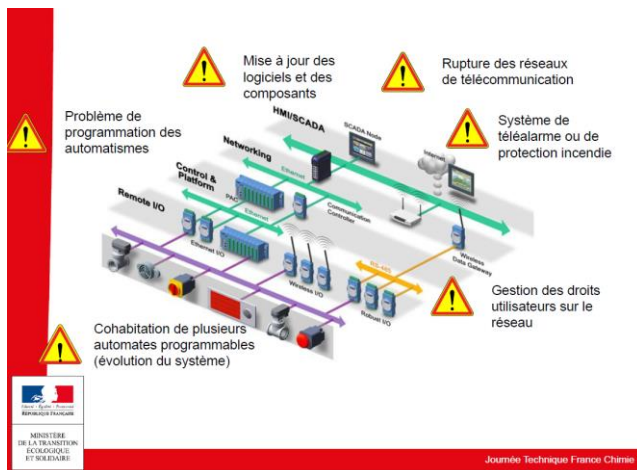 Mise à jour des
logiciels et des
composants
Rupture des réseaux
de télécommunication
Problème de
programmation des
automatismes
Système de
téléalarme ou de
protection incendie
HMI/SCADA
SCADA Node
Internet
Networking
Ethernet
Control &
Platform
PAC
Ethernet
Communication
Controller
Remote I/O
Ethernet I/O
Wireless I/O
RS-485
Robust I/O
Wireless
Data Gateway
Gestion des droits
utilisateurs sur le
réseau
Cohabitation de plusieurs
automates programmables
(évolution du système)
Liberté • Égalité • Fraternité
RÉPUBLIQUE FRANÇAISE
MINISTÈRE
DE LA TRANSITION
ÉCOLOGIQUE
ET SOLIDAIRE
Journée Technique France Chimie